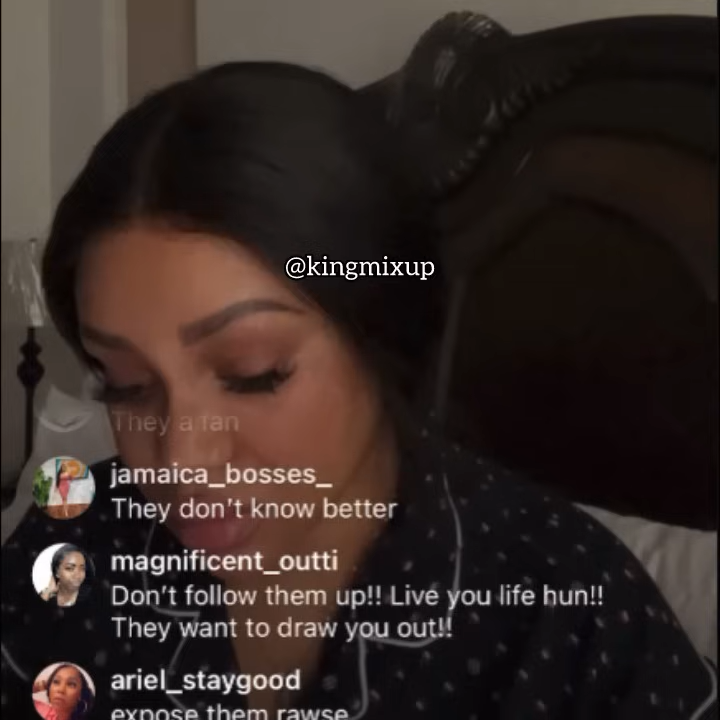 @kingmixup
They a fan
jamaica_bosses_
They don't know better
magnificent_outti
Don't follow them up!! Live you life hun!!
They want to draw you out!!
ariel_staygood
expose them rawse